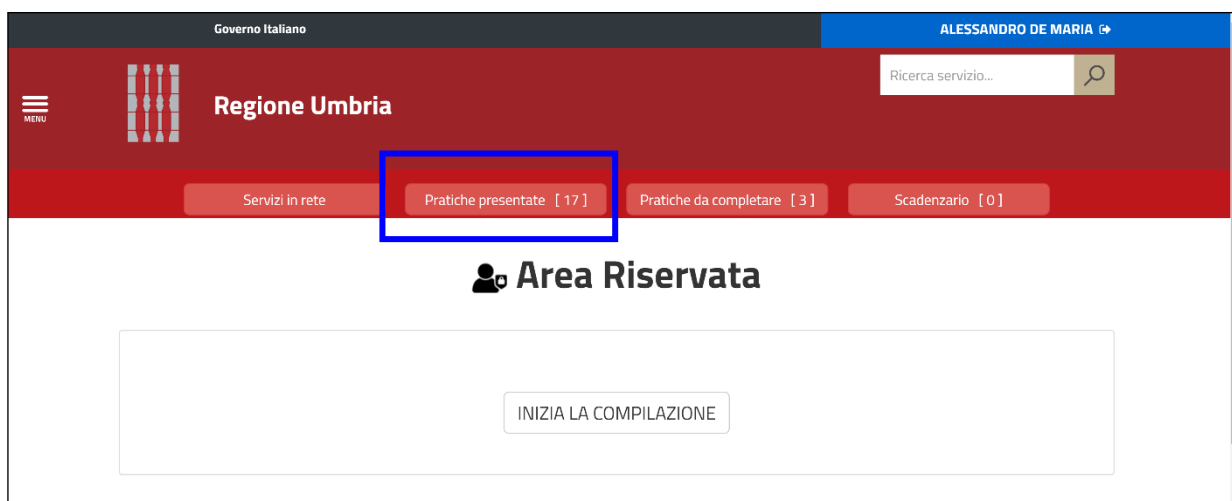 Governo Italiano
ALESSANDRO DE MARIA
MENU
Regione Umbria
Ricerca servizio...
Servizi in rete
Pratiche presentate [ 17 ]
Pratiche da completare [ 3 ]
Scadenzario [ 0 ]
Area Riservata
INIZIA LA COMPILAZIONE